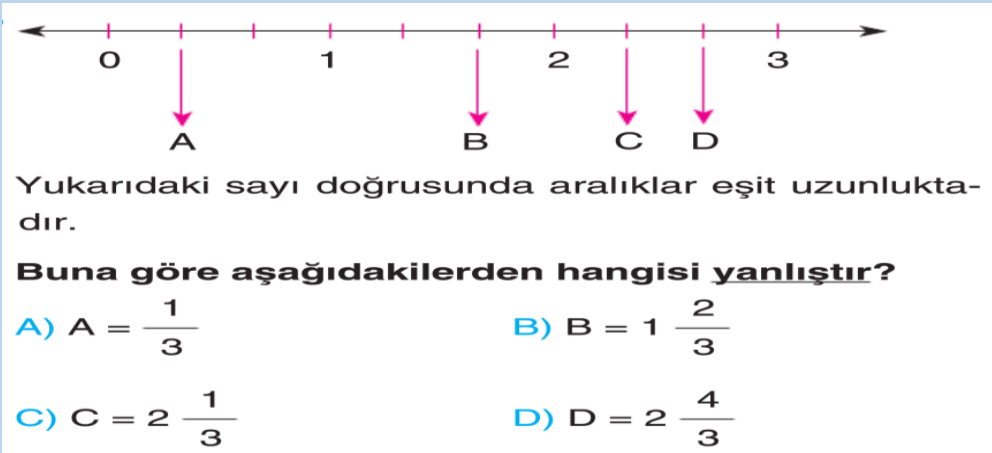 0 1 2 3
A B C D
Yukarıdaki sayı doğrusunda aralıklar eşit uzunlukta-
dır.
Buna göre aşağıdakilerden hangisi yanlıştır?
A) A = 1/3 B) B = 1 2/3
C) C = 2 1/3 D) D = 2 4/3